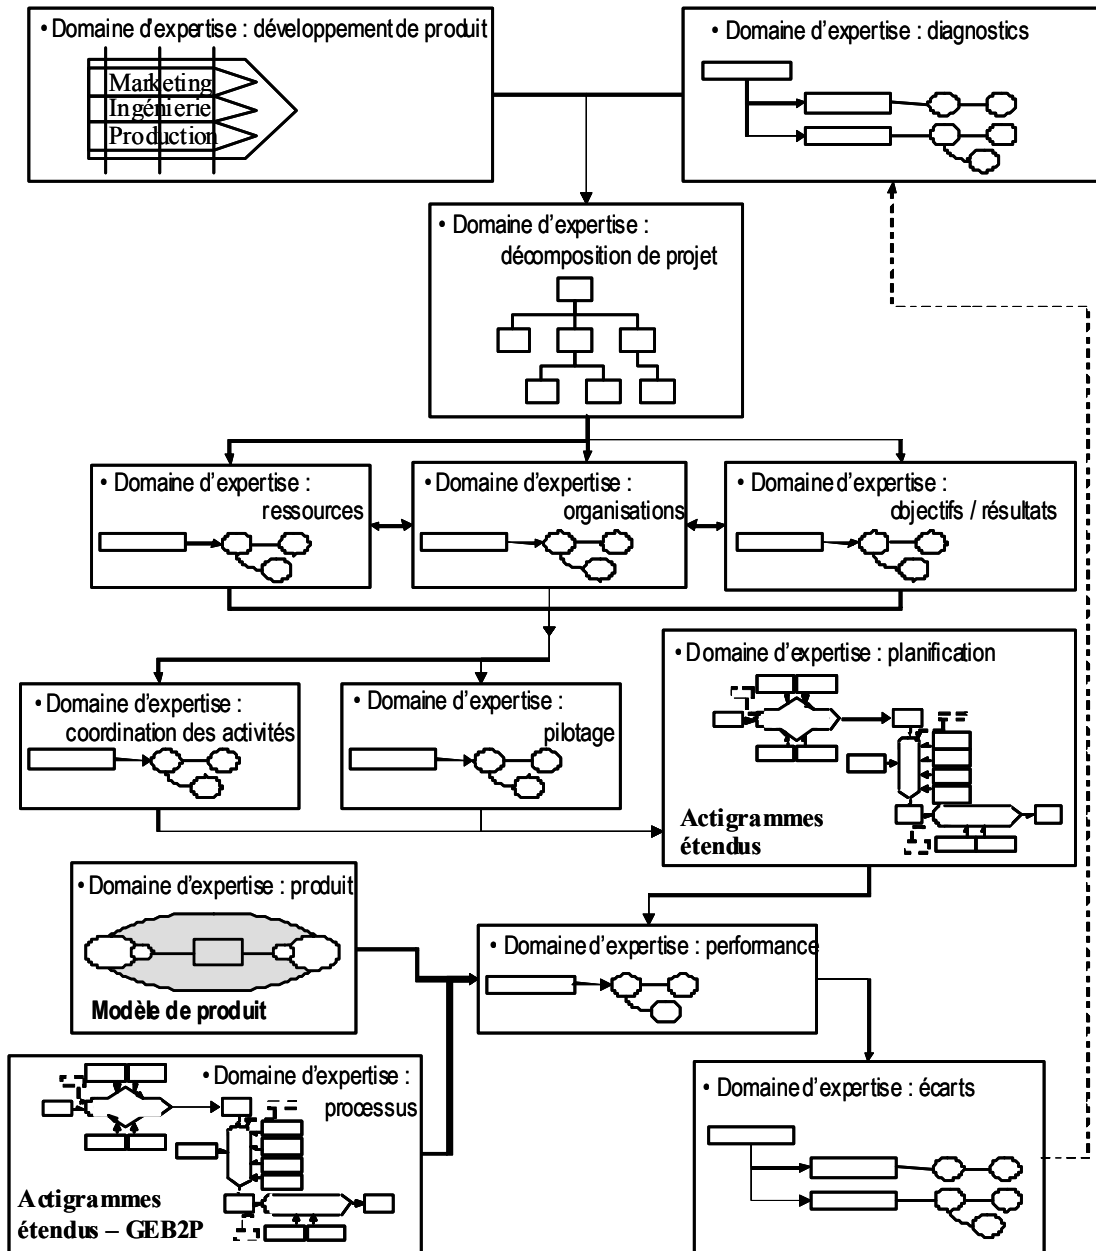 • Domaine d'expertise : développement de produit
Marketing
Ingénierie
Production
• Domaine d'expertise : diagnostics
• Domaine d'expertise :
décomposition de projet
• Domaine d'expertise :
ressources
• Domaine d'expertise :
organisations
• Domaine d'expertise :
objectifs / résultats
• Domaine d'expertise :
coordination des activités
• Domaine d'expertise :
pilotage
• Domaine d'expertise : planification
Actigrammes
étendus
• Domaine d'expertise : produit
Modèle de produit
• Domaine d'expertise : performance
• Domaine d'expertise :
processus
Actigrammes
étendus – GEB2P
• Domaine d'expertise : écarts